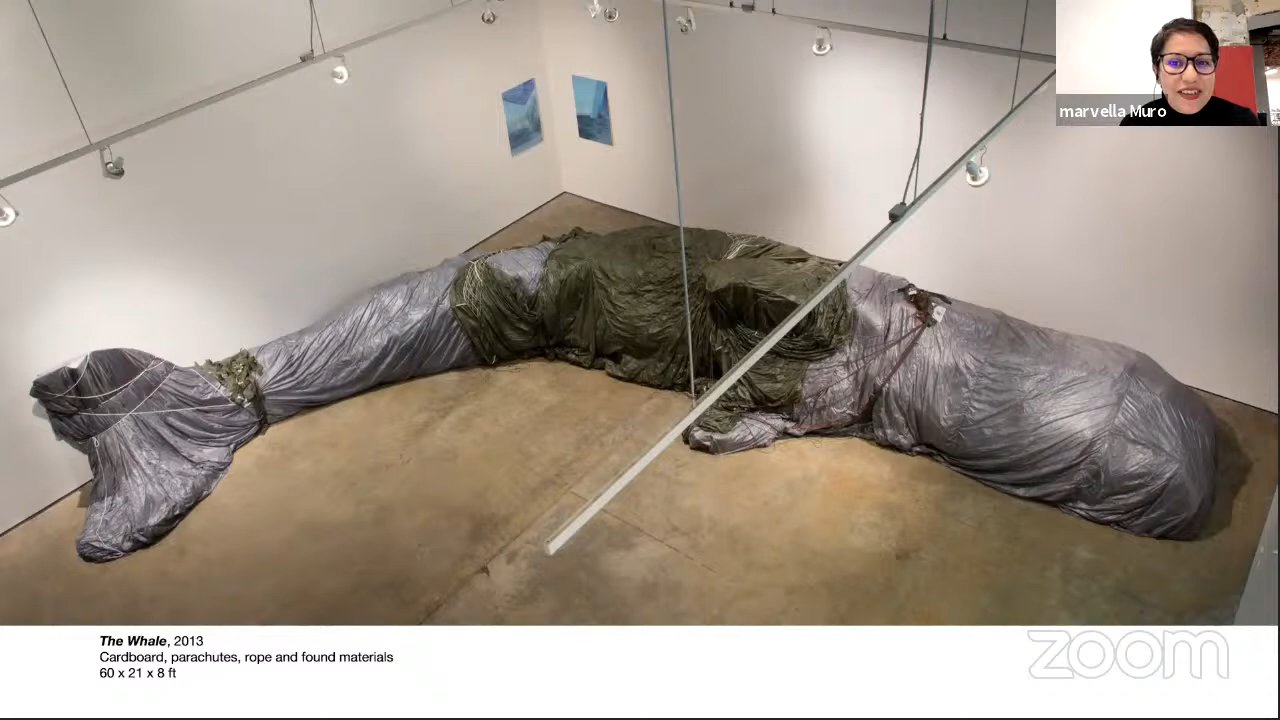 marvella Muro
The Whale, 2013
Cardboard, parachutes, rope and found materials
60 x 21 x 8 ft
zoom